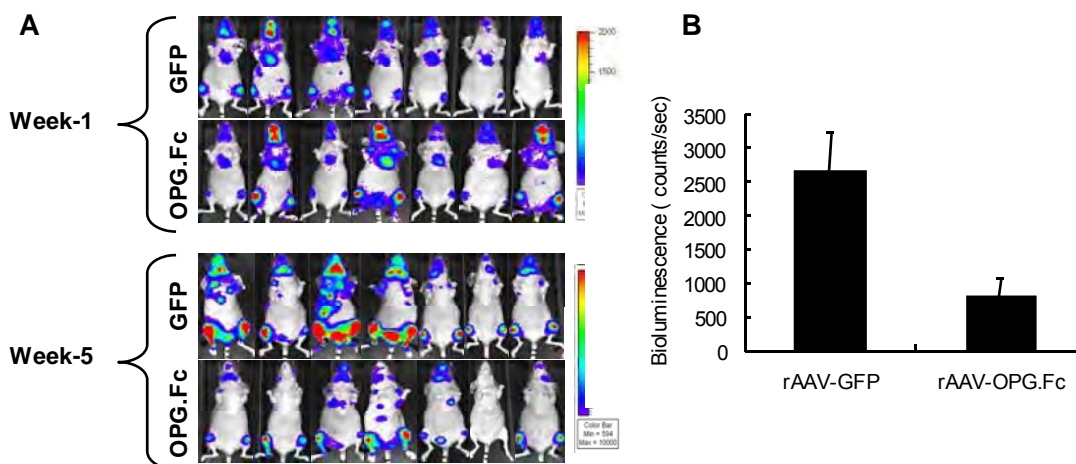 A
Week-1
GFP
OPG.Fc
2000
1500
Week-5
GFP
OPG.Fc
Color Bar
Min = 594
Max = 10000
B
Bioluminescence ( counts/sec)
3500
3000
2500
2000
1500
1000
500
0
rAAV-GFP
rAAV-OPG.Fc